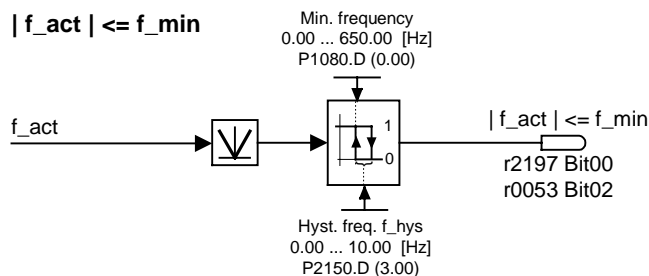 | f_act | <= f_min
Min. frequency
0.00 ... 650.00 [Hz]
P1080.D (0.00)
f_act
1
0
| f_act | <= f_min
r2197 Bit00
r0053 Bit02
Hyst. freq. f_hys
0.00 ... 10.00 [Hz]
P2150.D (3.00)